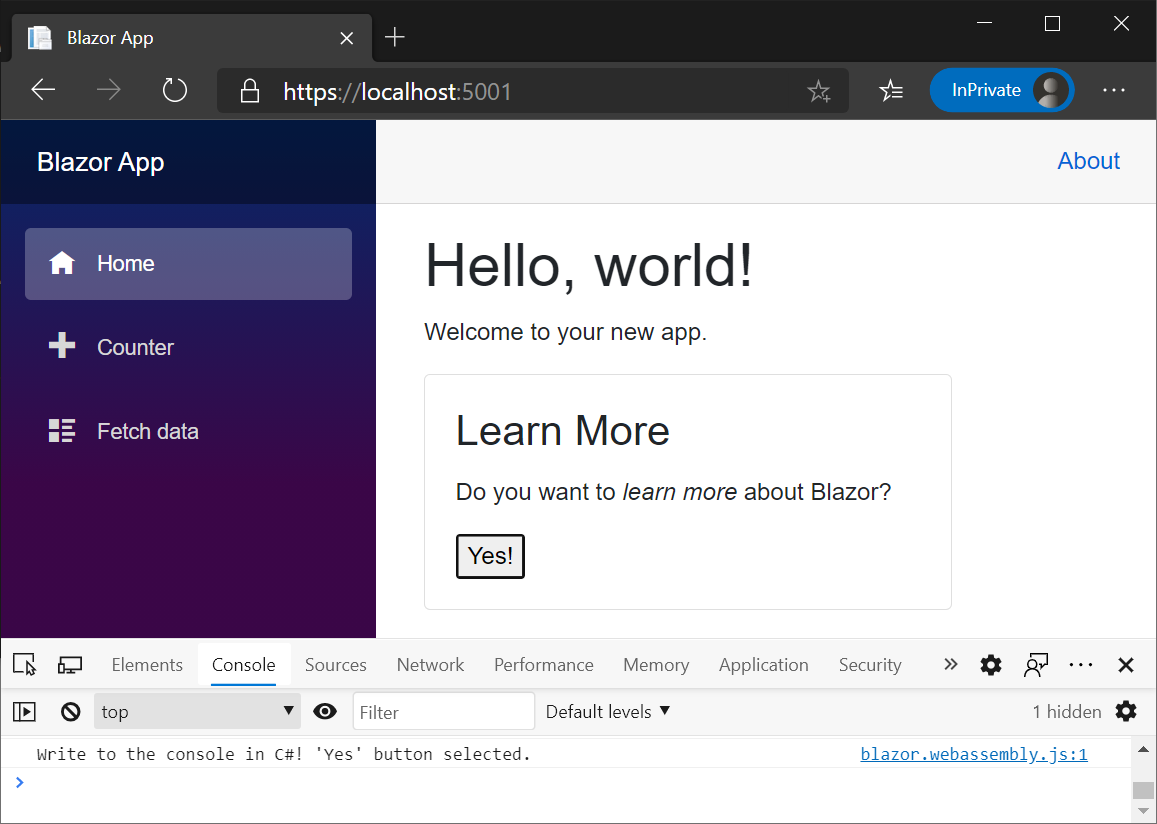 Blazor App
https://localhost:5001
InPrivate
Blazor App
About
Home
Counter
Fetch data
Hello, world!
Welcome to your new app.
Learn More
Do you want to learn more about Blazor?
Yes!
Elements Console Sources Network Performance Memory Application Security
top Filter Default levels 1 hidden
Write to the console in C#! 'Yes' button selected. blazor.webassembly.js:1